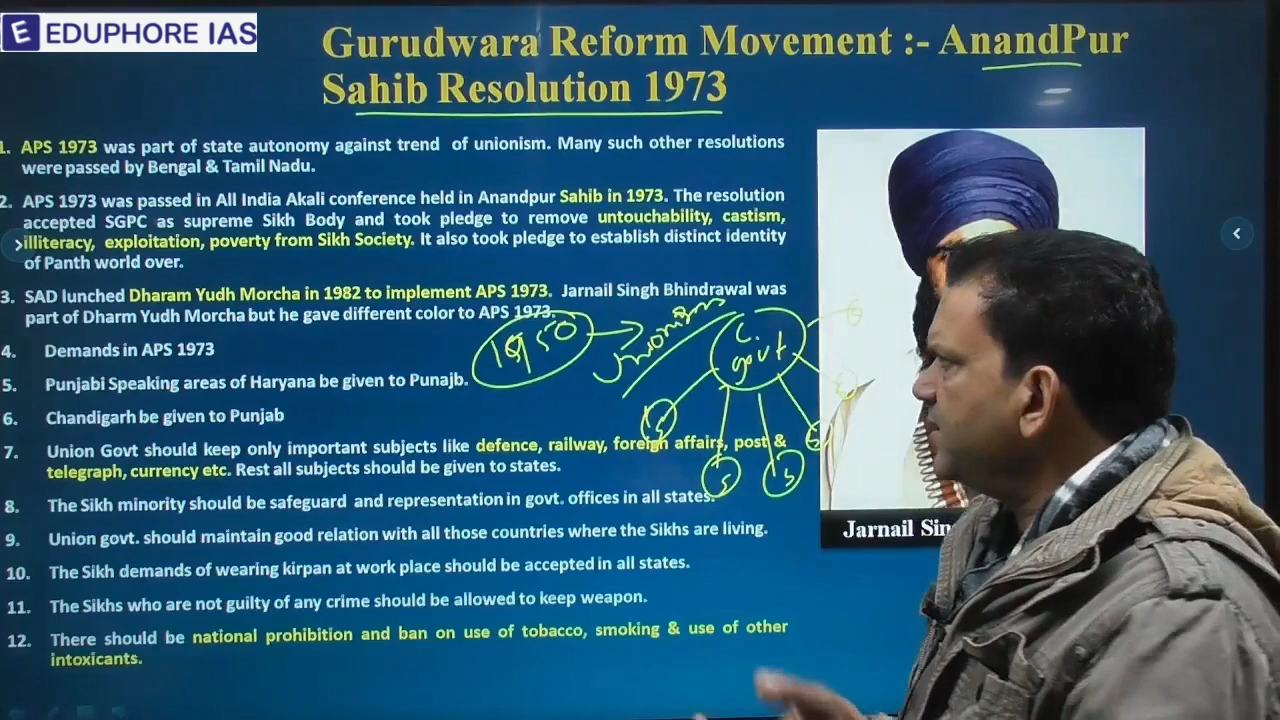 EDUPHORE IAS
Gurudwara Reform Movement :- AnandPur
Sahib Resolution 1973
1. APS 1973 was part of state autonomy against trend of unionism. Many such other resolutions
were passed by Bengal & Tamil Nadu.
2. APS 1973 was passed in All India Akali conference held in Anandpur Sahib in 1973. The resolution
accepted SGPC as supreme Sikh Body and took pledge to remove untouchability, castism,
illiteracy, exploitation, poverty from Sikh Society. It also took pledge to establish distinct identity
of Panth world over.
3. SAD lunched Dharam Yudh Morcha in 1982 to implement APS 1973. Jarnail Singh Bhindrawal was
part of Dharm Yudh Morcha but he gave different color to APS 1973.
1950
unionism
C.
govt
4. Demands in APS 1973
5. Punjabi Speaking areas of Haryana be given to Punajb.
6. Chandigarh be given to Punjab
7. Union Govt should keep only important subjects like defence, railway, foreign affairs, post &
telegraph, currency etc. Rest all subjects should be given to states.
S
S
8. The Sikh minority should be safeguard and representation in govt. offices in all states.
9. Union govt. should maintain good relation with all those countries where the Sikhs are living.
10. The Sikh demands of wearing kirpan at work place should be accepted in all states.
11. The Sikhs who are not guilty of any crime should be allowed to keep weapon.
12. There should be national prohibition and ban on use of tobacco, smoking & use of other
intoxicants.
Jarnail Sin